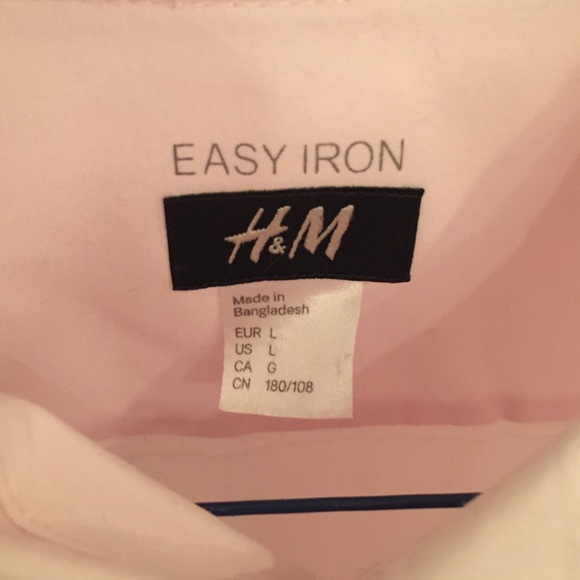 EASY IRON
H&M
Made in
Bangladesh
EUR L
US L
CA G
CN 180/108